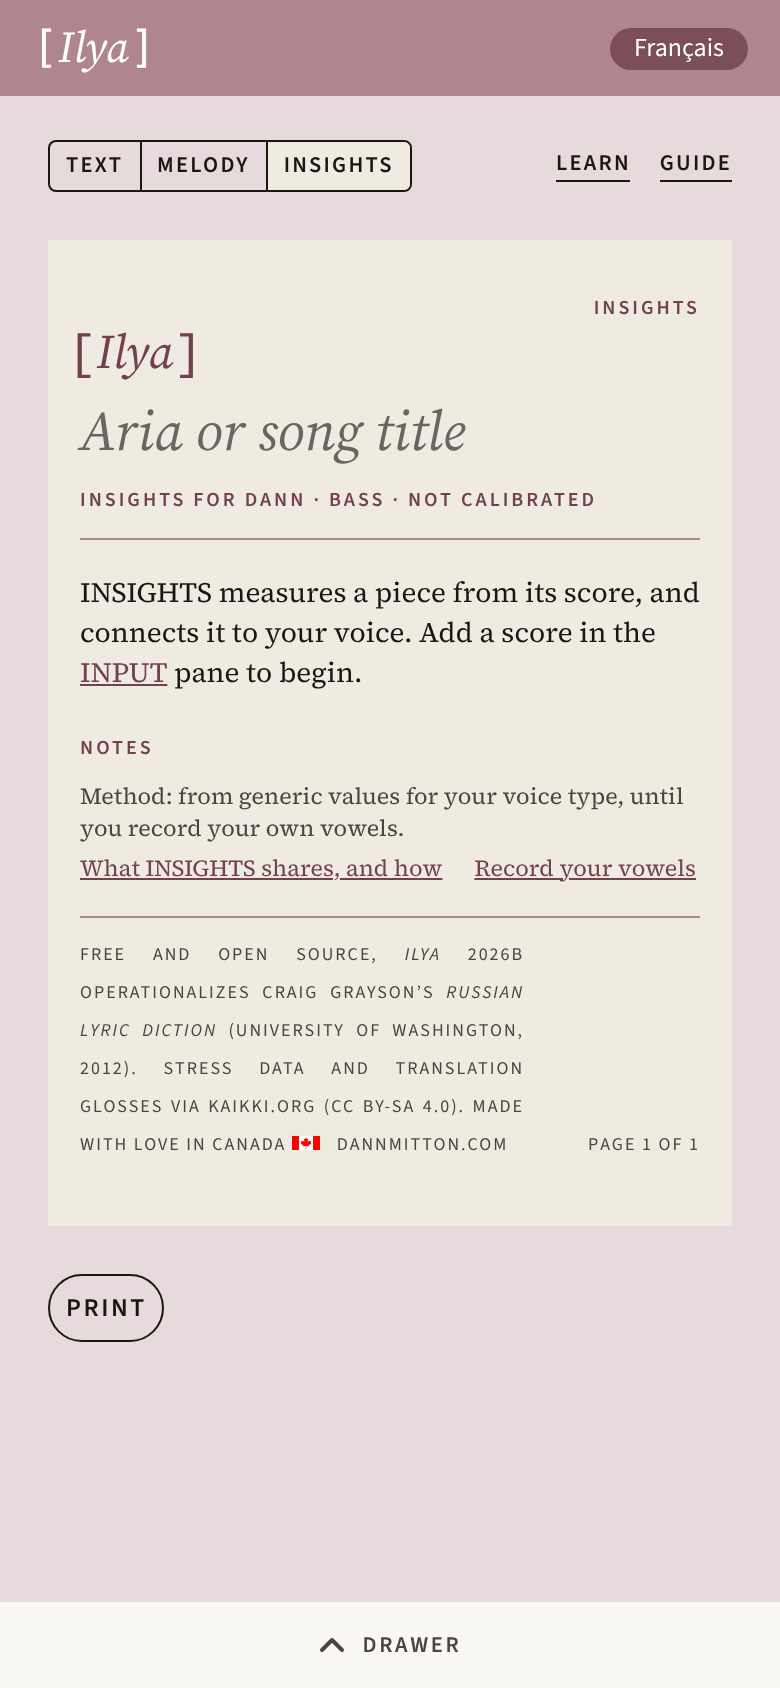 [Ilya]
Français
TEXT MELODY INSIGHTS
LEARN GUIDE
INSIGHTS
[Ilya]
Aria or song title
INSIGHTS FOR DANN · BASS · NOT CALIBRATED
INSIGHTS measures a piece from its score, and
connects it to your voice. Add a score in the
INPUT pane to begin.
NOTES
Method: from generic values for your voice type, until
you record your own vowels.
What INSIGHTS shares, and how Record your vowels
FREE AND OPEN SOURCE, ILYA 2026B
OPERATIONALIZES CRAIG GRAYSON’S RUSSIAN
LYRIC DICTION (UNIVERSITY OF WASHINGTON,
2012). STRESS DATA AND TRANSLATION
GLOSSES VIA KAIKKI.ORG (CC BY-SA 4.0). MADE
WITH LOVE IN CANADA 🇨🇦 DANNMITTON.COM
PAGE 1 OF 1
PRINT
DRAWER